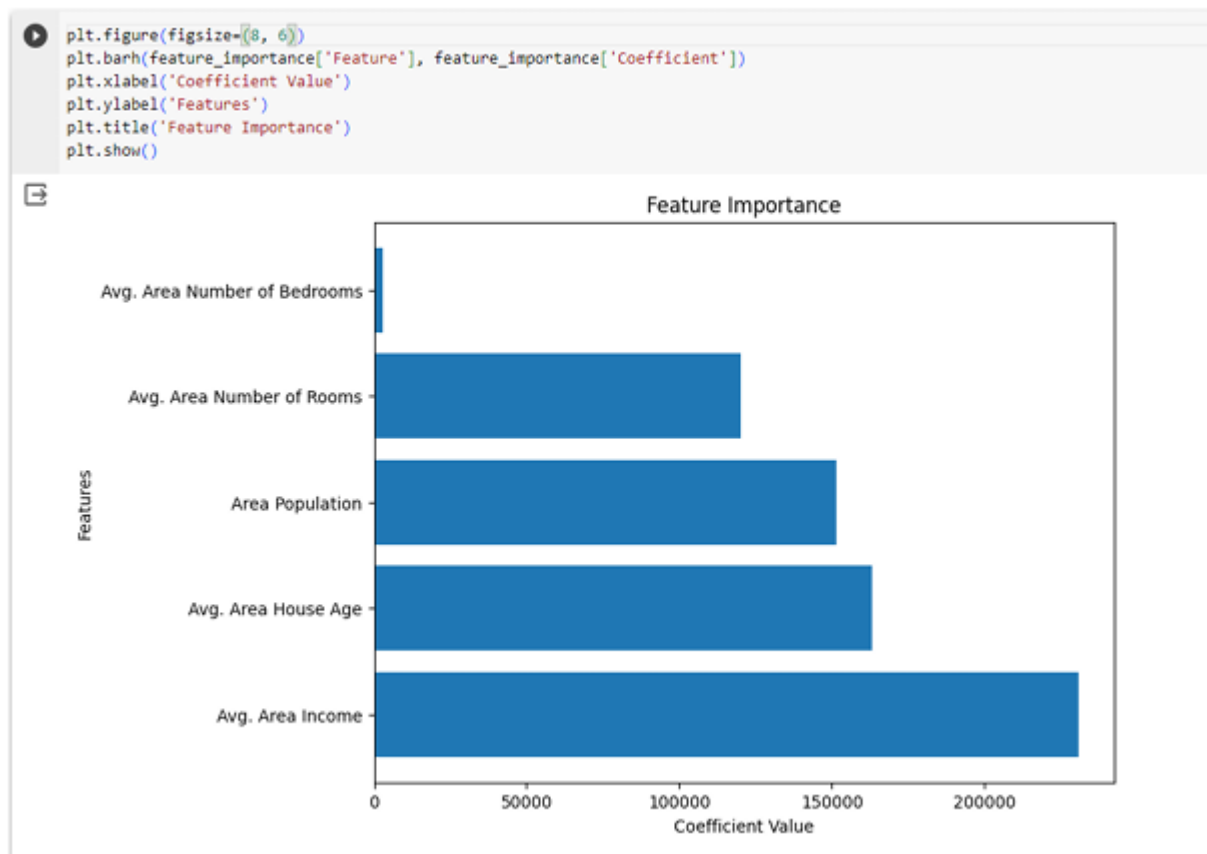 plt.figure(figsize=(8, 6))
plt.barh(feature_importance['Feature'], feature_importance['Coefficient'])
plt.xlabel('Coefficient Value')
plt.ylabel('Features')
plt.title('Feature Importance')
plt.show()
Feature Importance
Avg. Area Number of Bedrooms
Avg. Area Number of Rooms
Area Population
Avg. Area House Age
Avg. Area Income
Features
0 50000 100000 150000 200000
Coefficient Value